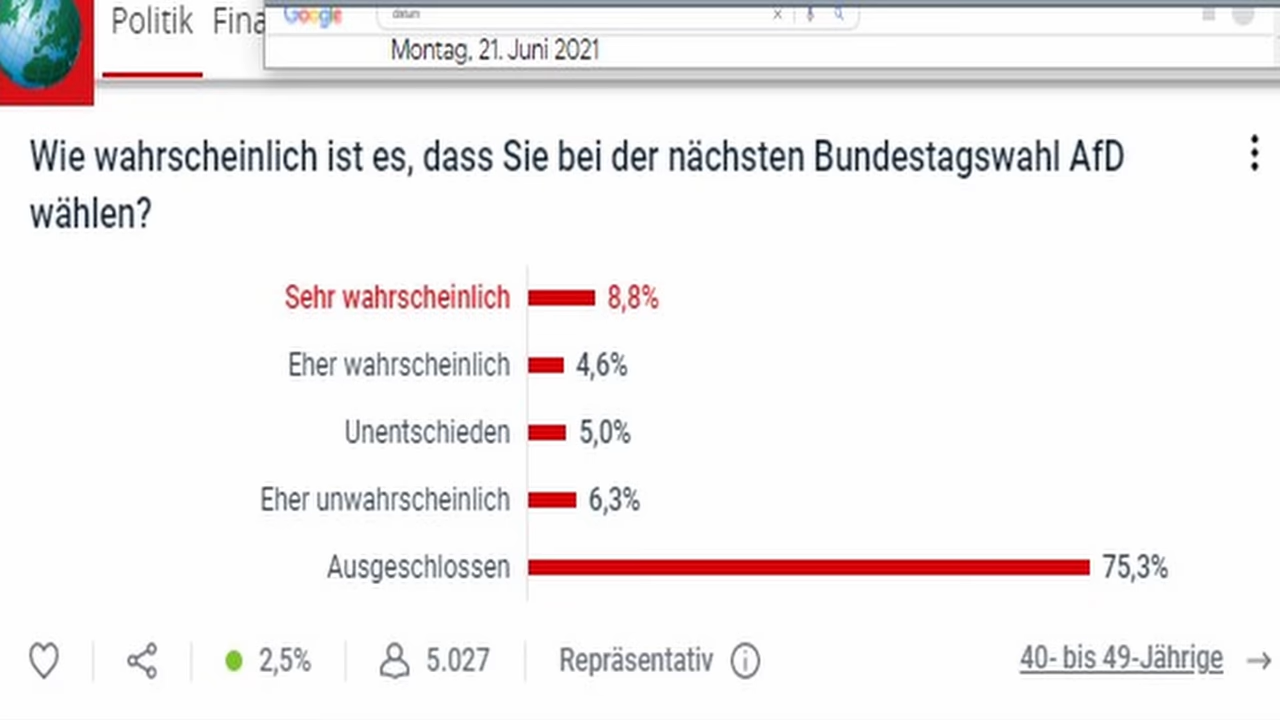 Politik Fina
Google datum
Montag, 21. Juni 2021
Wie wahrscheinlich ist es, dass Sie bei der nächsten Bundestagswahl AfD
wählen?
Sehr wahrscheinlich 8,8%
Eher wahrscheinlich 4,6%
Unentschieden 5,0%
Eher unwahrscheinlich 6,3%
Ausgeschlossen 75,3%
2,5% 5.027 Repräsentativ 40- bis 49-Jährige